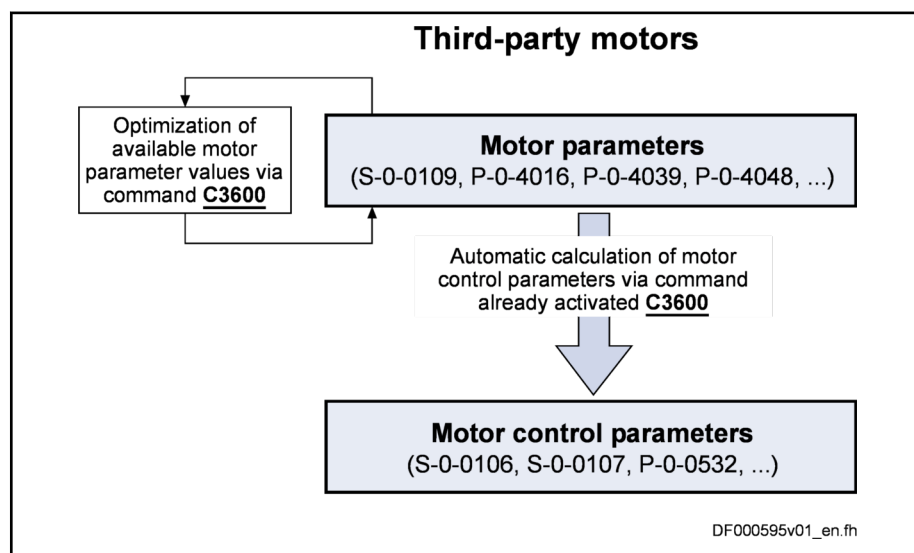 Third-party motors
Optimization of
available motor
parameter values via
command C3600
Motor parameters
(S-0-0109, P-0-4016, P-0-4039, P-0-4048, ...)
Automatic calculation of motor
control parameters via command
already activated C3600
Motor control parameters
(S-0-0106, S-0-0107, P-0-0532, ...)
DF000595v01_en.fh